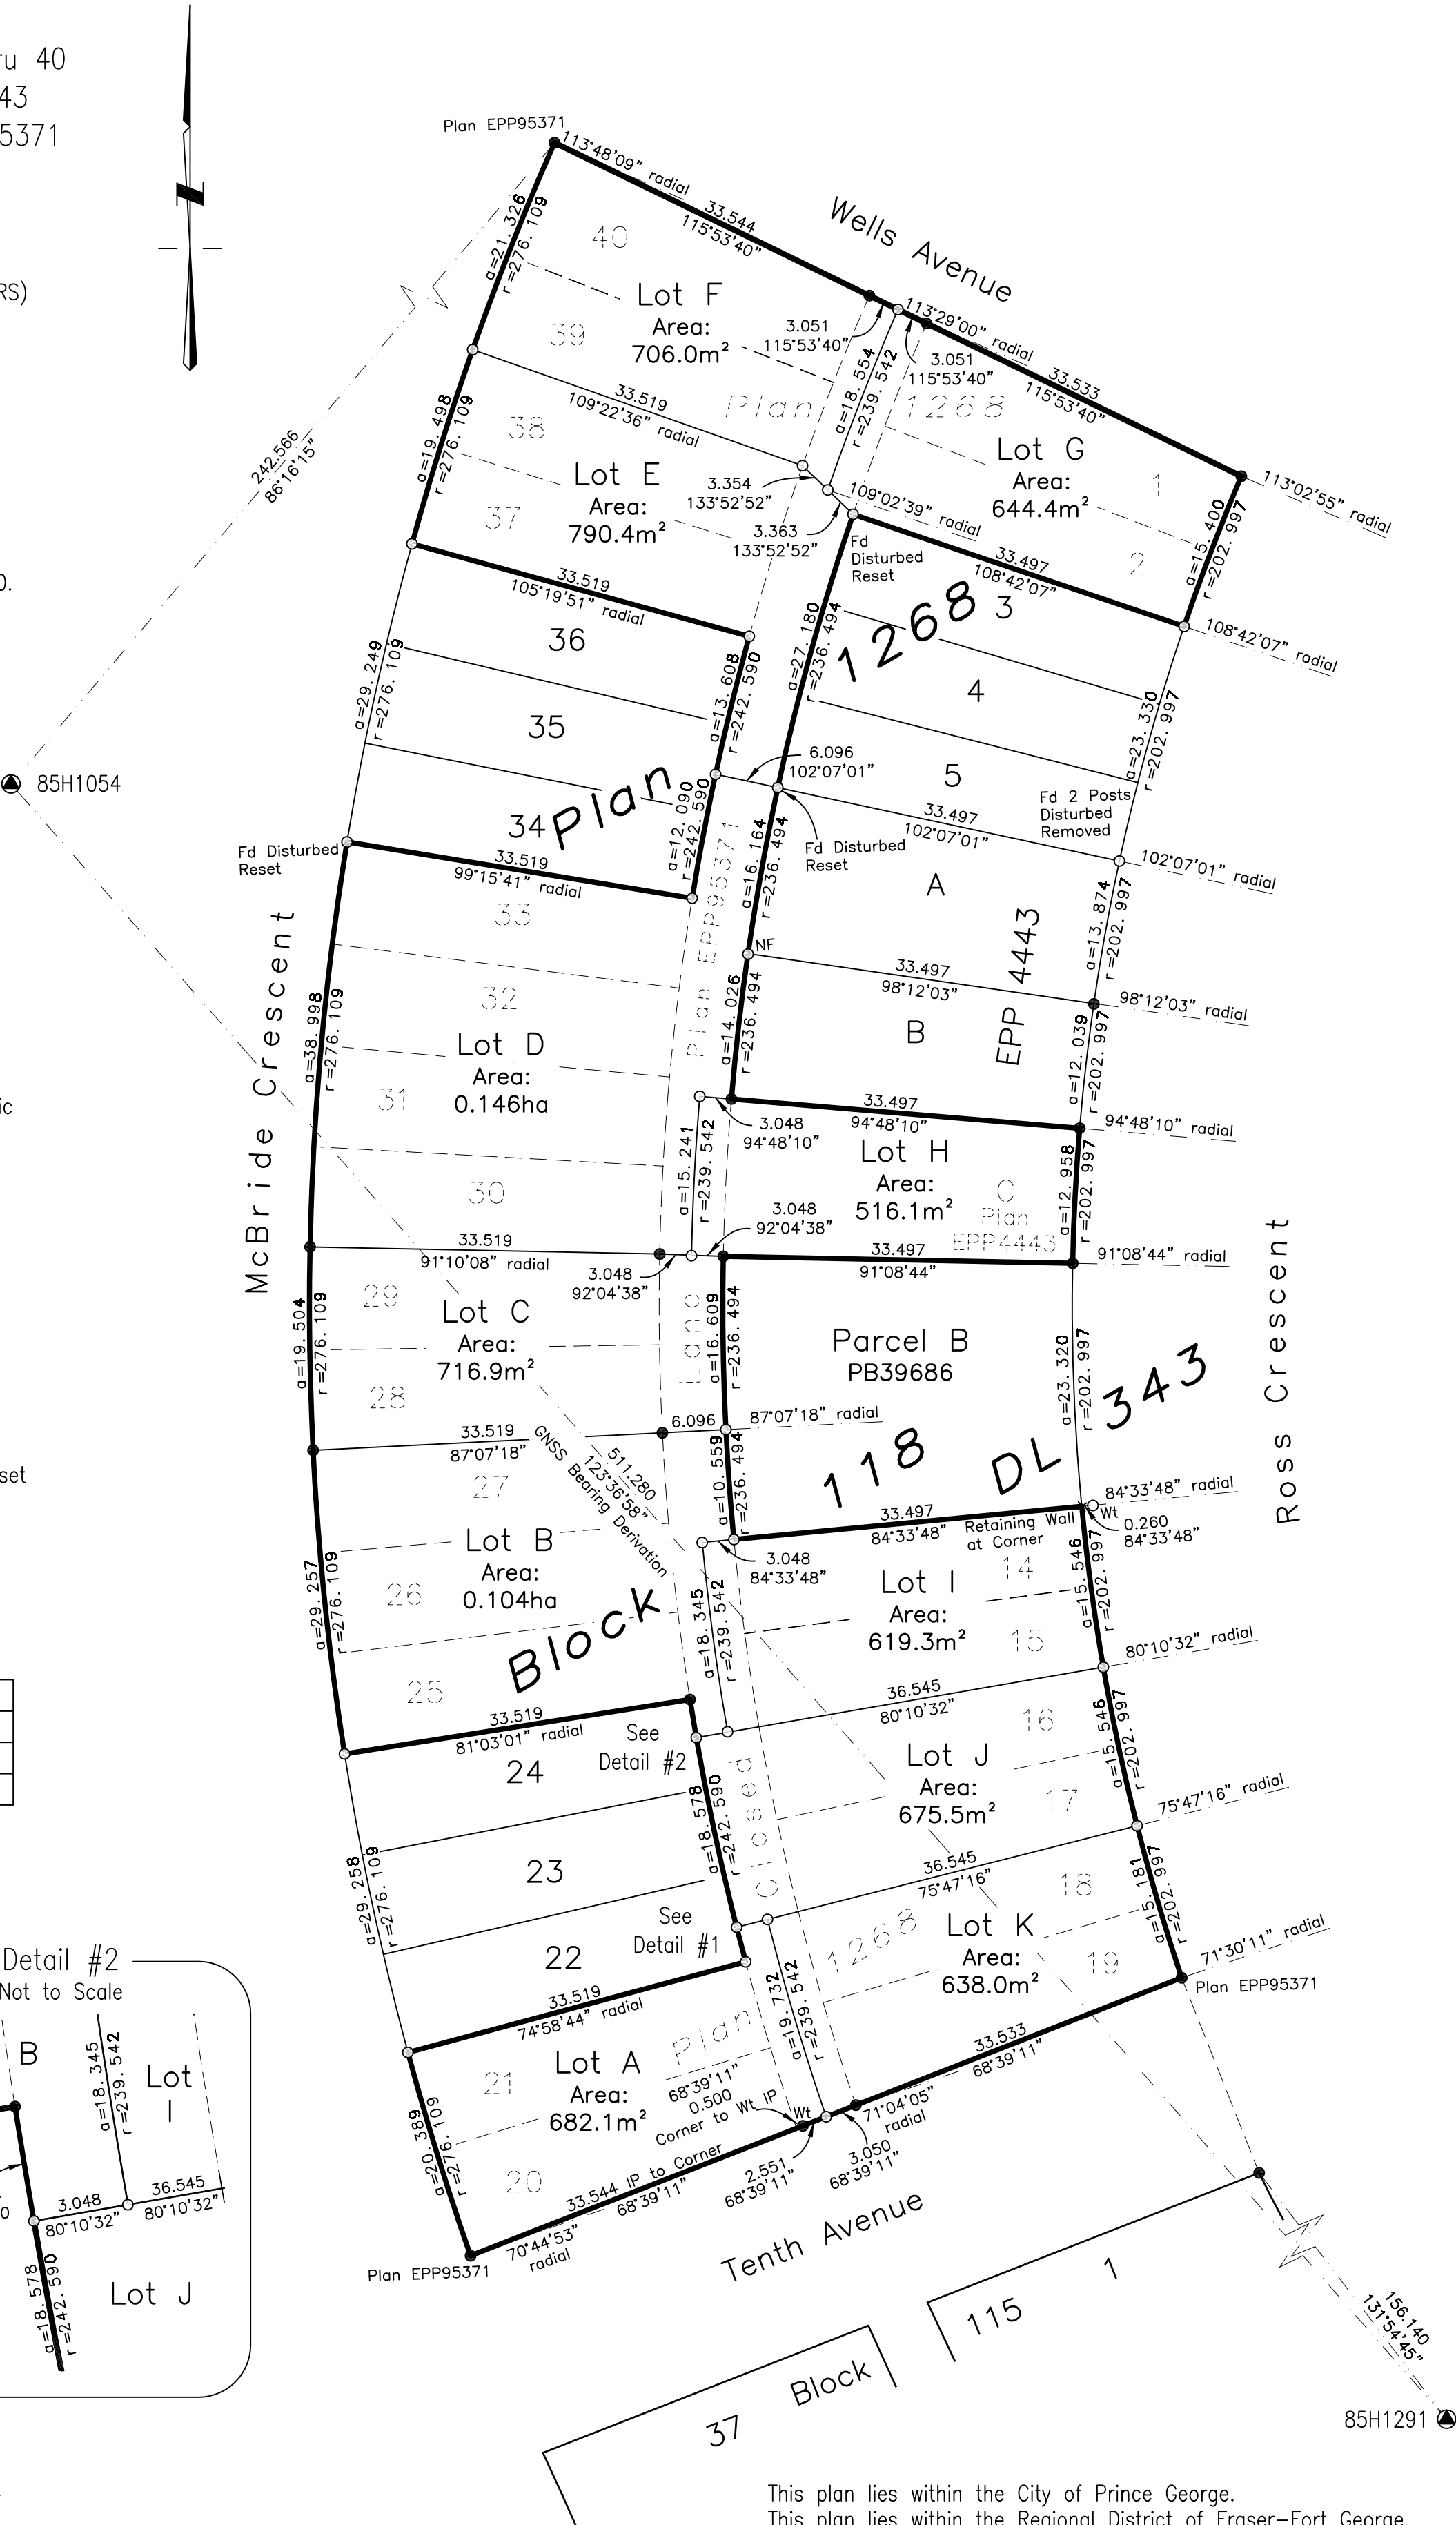 ru 40
43
5371
RS)
0.
ic
set
Plan EPP95371
113°48'09" radial
33.544
115°53'40"
Wells Avenue
a=21.326
r=276.109
40
Lot F
Area:
706.0m²
39
3.051
115°53'40"
113°29'00" radial
3.051
115°53'40"
33.533
115°53'40"
a=18.554
r=239.542
Plan 1268
33.519
109°22'36" radial
a=19.498
r=276.109
38
Lot E
Area:
790.4m²
37
3.354
133°52'52"
3.363
133°52'52"
Lot G
Area:
644.4m²
1
2
113°02'55" radial
a=15.400
r=202.997
109°02'39" radial
33.497
108°42'07"
108°42'07" radial
Fd
Disturbed
Reset
242.566
86°16'15"
85H1054
33.519
105°19'51" radial
36
35
34
a=29.249
r=276.109
a=13.608
r=242.590
a=12.090
r=242.590
Plan 1268
a=27.180
r=236.494
3
4
5
a=23.330
r=202.997
6.096
102°07'01"
33.497
102°07'01"
Fd 2 Posts
Disturbed
Removed
102°07'01" radial
Fd Disturbed
Reset
Fd Disturbed
Reset
33.519
99°15'41" radial
a=16.164
r=236.494
A
a=13.874
r=202.997
NF
33.497
98°12'03"
98°12'03" radial
EPP 4443
B
a=14.026
r=236.494
a=12.039
r=202.997
Plan EPP95371
33
32
Lot D
Area:
0.146ha
31
30
a=38.998
r=276.109
McBride Crescent
33.497
94°48'10"
94°48'10" radial
3.048
94°48'10"
a=15.241
r=239.542
Lot H
Area:
516.1m²
C
Plan
EPP4443
a=12.958
r=202.997
3.048
92°04'38"
33.519
91°10'08" radial
3.048
92°04'38"
33.497
91°08'44"
91°08'44" radial
29
Lot C
Area:
716.9m²
28
a=19.504
r=276.109
Lane
a=16.609
r=236.494
Parcel B
PB39686
a=23.320
r=202.997
Ross Crescent
33.519
87°07'18"
6.096
87°07'18" radial
a=10.559
r=236.494
GNSS Bearing Derivation
511.280
123°36'58"
Block 118 DL 343
33.497
84°33'48"
Retaining Wall
at Corner
Wt
84°33'48" radial
0.260
84°33'48"
3.048
84°33'48"
27
Lot B
Area:
0.104ha
26
25
a=29.257
r=276.109
a=18.345
r=239.542
Lot I
Area:
619.3m²
14
15
a=15.546
r=202.997
80°10'32" radial
33.519
81°03'01" radial
See
Detail #2
36.545
80°10'32"
24
23
22
a=29.258
r=276.109
a=18.578
r=242.590
Closed
Lot J
Area:
675.5m²
16
17
a=15.546
r=202.997
75°47'16" radial
36.545
75°47'16"
See
Detail #1
33.519
74°58'44" radial
Plan 1268
Lot K
Area:
638.0m²
18
19
a=15.181
r=202.997
71°30'11" radial
Plan EPP95371
a=19.732
r=239.542
21
Lot A
Area:
682.1m²
20
a=20.389
r=276.109
68°39'11"
0.500
Corner to Wt IP
Wt
33.544 IP to Corner
68°39'11"
70°44'53"
radial
Plan EPP95371
2.551
68°39'11"
3.050
68°39'11"
71°04'05"
radial
33.533
68°39'11"
Tenth Avenue
Detail #2
Not to Scale
B
a=18.345
r=239.542
Lot
I
3.048
80°10'32"
36.545
80°10'32"
a=18.578
r=242.590
Lot J
37 Block 115 1
156.140
131°54'45"
85H1291
This plan lies within the City of Prince George.
This plan lies within the Regional District of Fraser-Fort George.